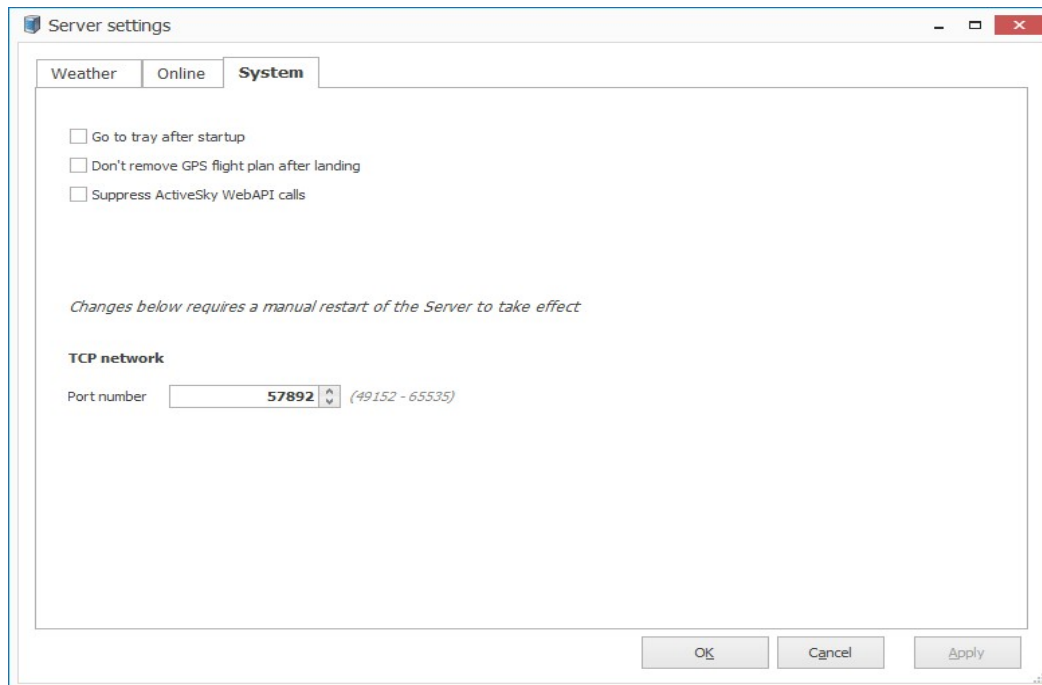 Server settings
Weather Online System
Go to tray after startup
Don't remove GPS flight plan after landing
Suppress ActiveSky WebAPI calls
Changes below requires a manual restart of the Server to take effect
TCP network
Port number 57892 (49152 - 65535)
OK Cancel Apply